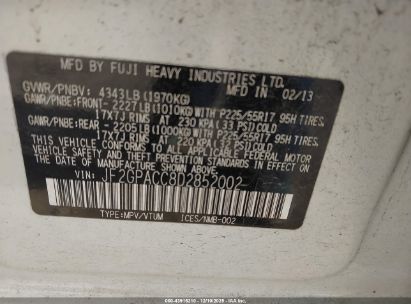 MFD BY FUJI HEAVY INDUSTRIES LTD.
GVWR/PNBV: 4343LB (1970KG) MFD IN 02/13
GAWR/PNBE:FRONT- 2227LB(1010KG) WITH P225/55R17 95H TIRES
17X7J RIMS AT 230 KPA(33 PSI) COLD
GAWR/PNBE:REAR - 2205LB(1000KG) WITH P225/55R17 95H TIRES
17X7J RIMS AT 220 KPA(32 PSI) COLD
THIS VEHICLE CONFORMS TO ALL APPLICABLE FEDERAL MOTOR
VEHICLE SAFETY AND THEFT PREVENTION STANDARDS IN EFFECT ON THE
DATE OF MANUFACTURE SHOWN ABOVE.
VIN: JF2GPACC8D2852002
TYPE:MPV/VTUM ICES/NMB-002